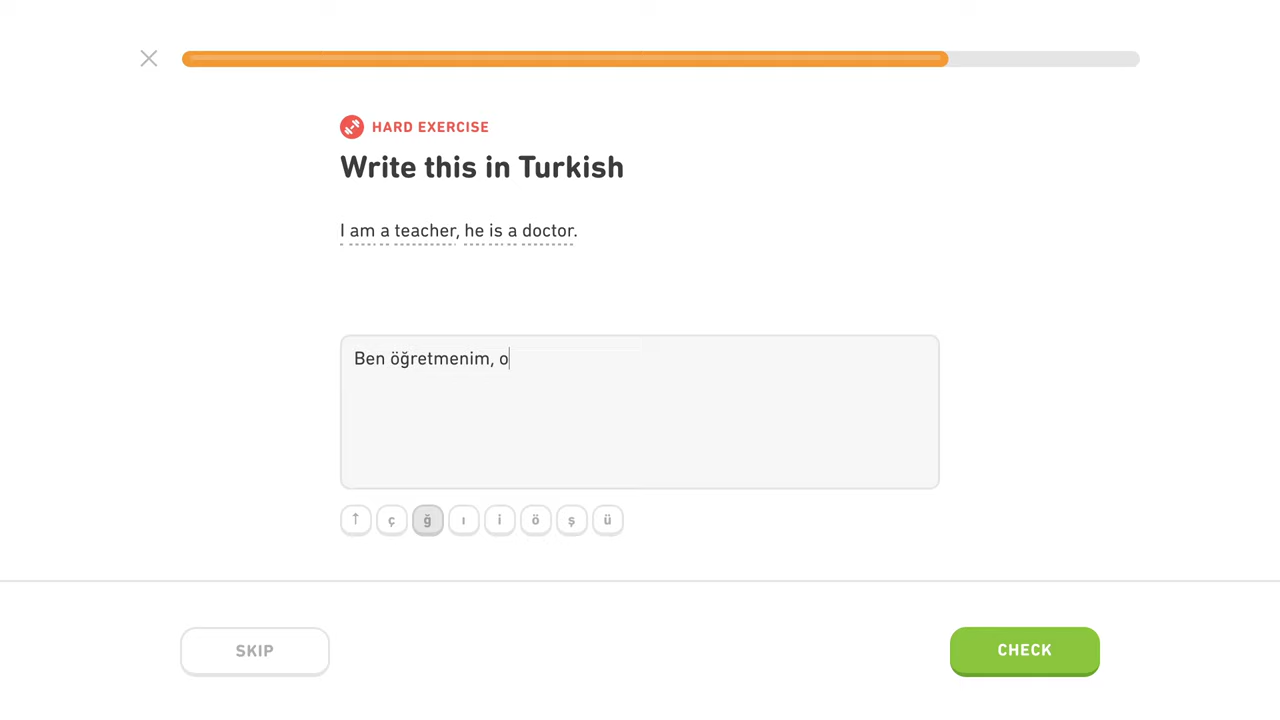 HARD EXERCISE
Write this in Turkish
I am a teacher, he is a doctor.
Ben öğretmenim, o
↑ ç ğ ı i ö ş ü
SKIP
CHECK